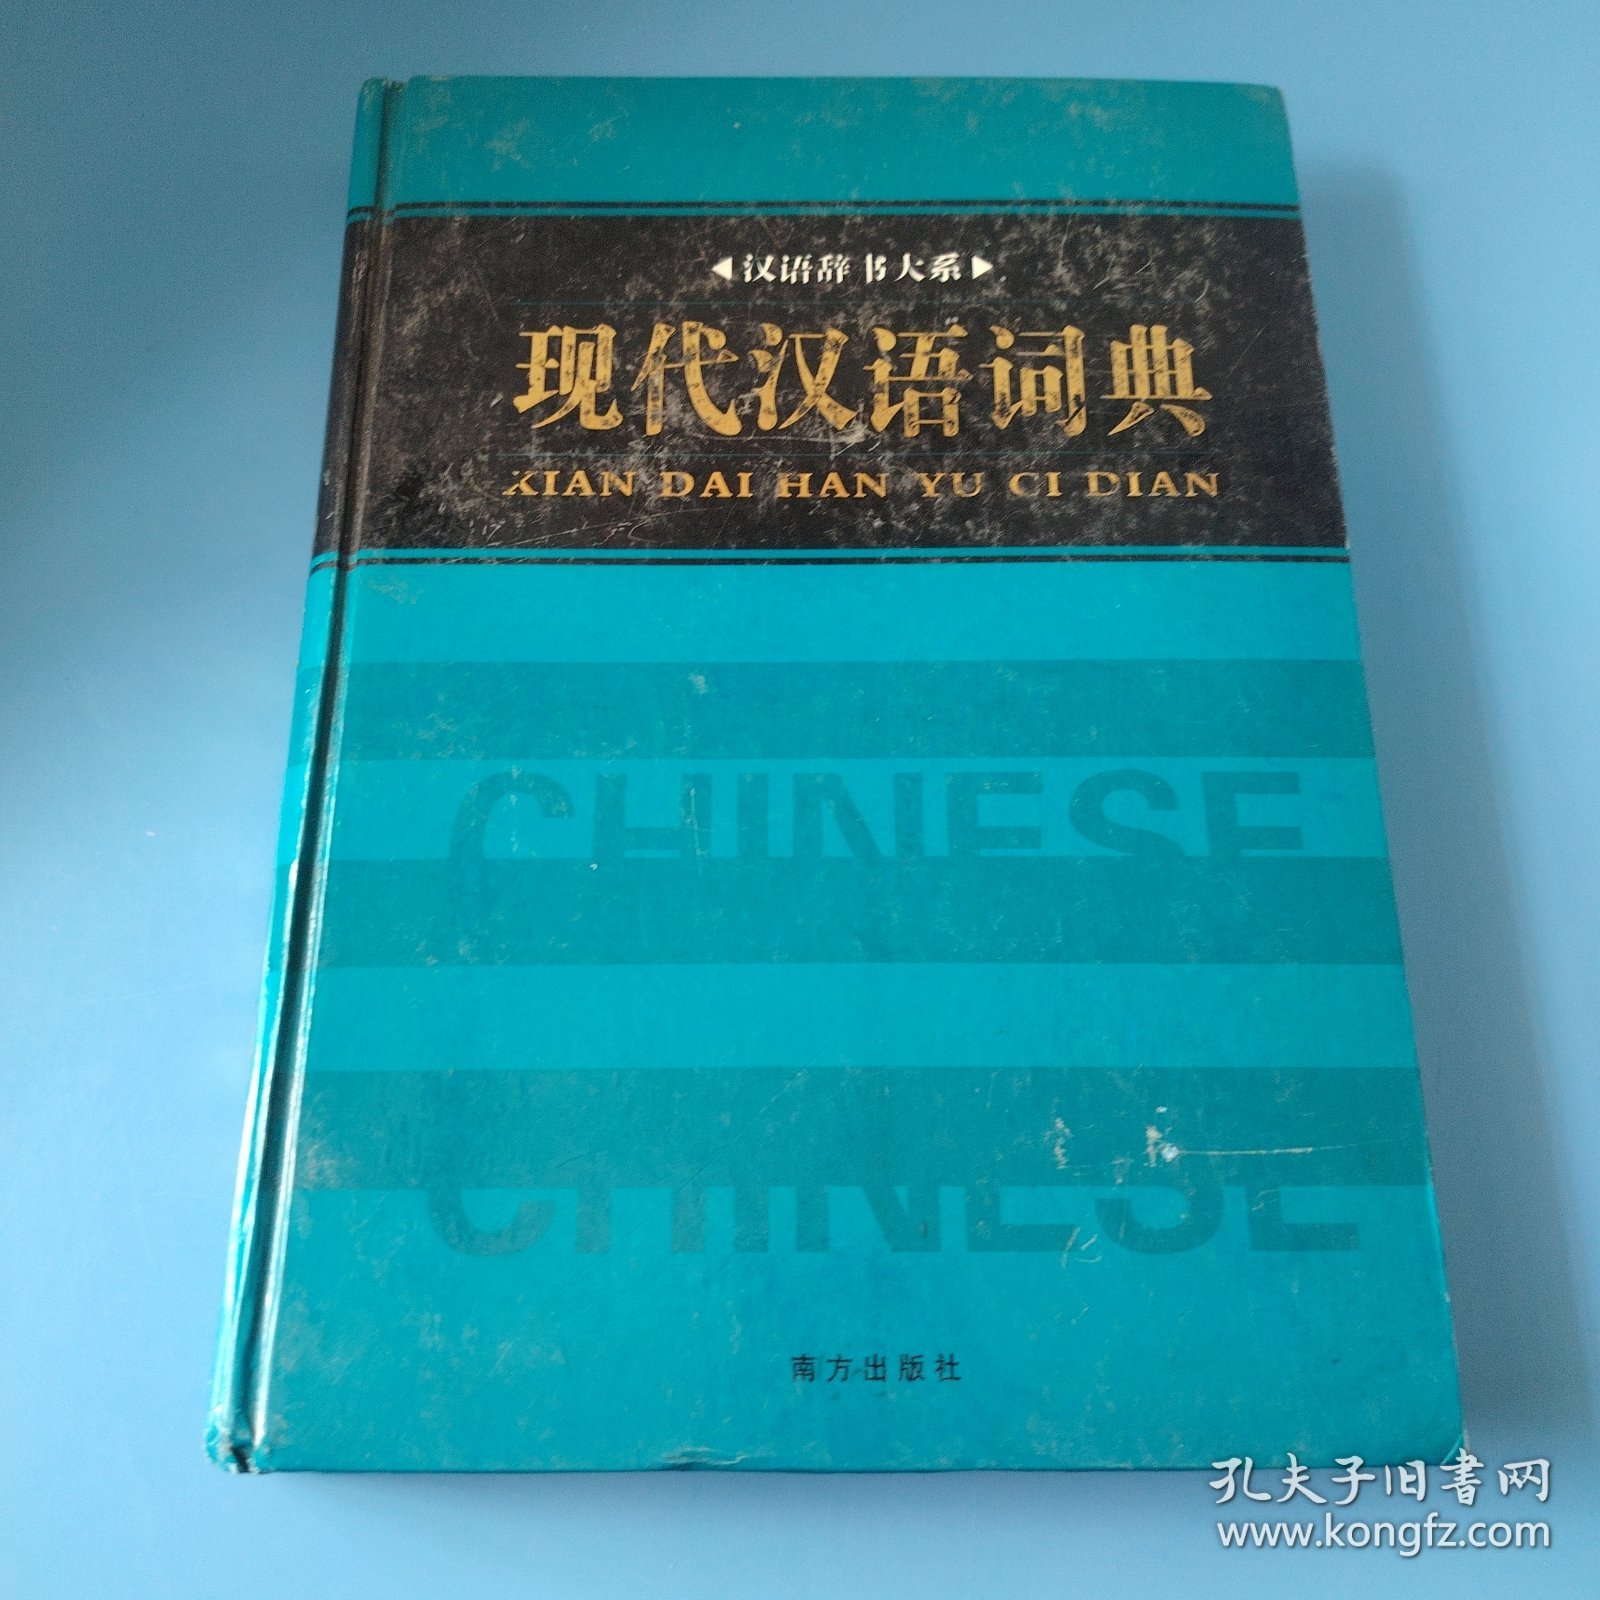 汉语辞书大系
现代汉语词典
XIAN DAI HAN YU CI DIAN
CHINESE
CHINESE
南方出版社
孔夫子旧书网
www.kongfz.com